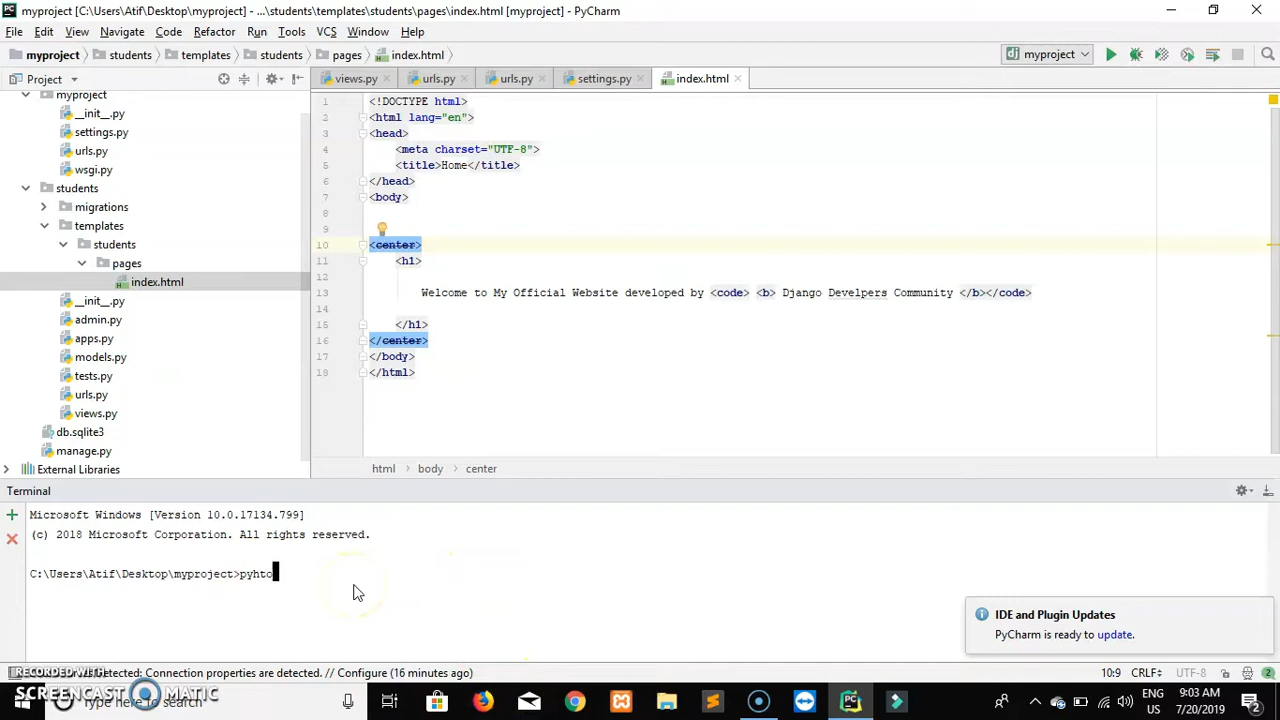 myproject [C:\Users\Atif\Desktop\myproject] - ...\students\templates\students\pages\index.html [myproject] - PyCharm
File Edit View Navigate Code Refactor Run Tools VCS Window Help
myproject students templates students pages index.html myproject
Project views.py urls.py urls.py settings.py index.html
myproject
__init__.py
settings.py
urls.py
wsgi.py
students
migrations
templates
students
pages
index.html
__init__.py
admin.py
apps.py
models.py
tests.py
urls.py
views.py
db.sqlite3
manage.py
External Libraries
1 <!DOCTYPE html>
2 <html lang="en">
3 <head>
4 <meta charset="UTF-8">
5 <title>Home</title>
6 </head>
7 <body>
8
9
10 <center>
11 <h1>
12
13 Welcome to My Official Website developed by <code> <b> Django Develpers Community </b></code>
14
15 </h1>
16 </center>
17 </body>
18 </html>
html body center
Terminal
Microsoft Windows [Version 10.0.17134.799]
(c) 2018 Microsoft Corporation. All rights reserved.
C:\Users\Atif\Desktop\myproject>pyhto
IDE and Plugin Updates
PyCharm is ready to update.
Detected: Connection properties are detected. // Configure (16 minutes ago) 10:9 CRLF UTF-8 2
RECORDED WITH
SCREENCAST MATIC
Type here to search
ENG
US
9:03 AM
7/20/2019
2